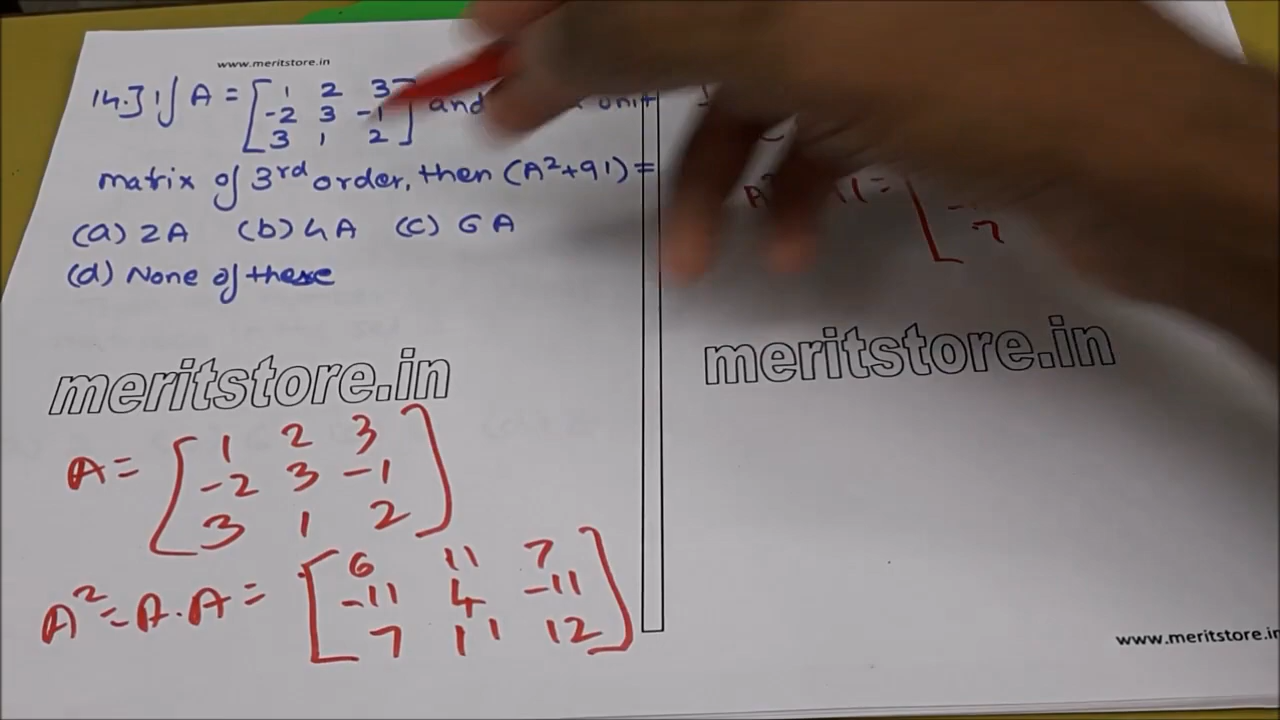 www.meritstore.in
14.] If A = [ 1 2 3
-2 3 -1
3 1 2 ] and unit
matrix of 3rd order, then (A²+9I) =
(a) 2A (b) 4A (c) 6A
(d) None of these
meritstore.in
A = [ 1 2 3
-2 3 -1
3 1 2 ]
A² = A.A = [ 6 11 7
-11 4 -11
7 11 12 ]
meritstore.in
www.meritstore.in